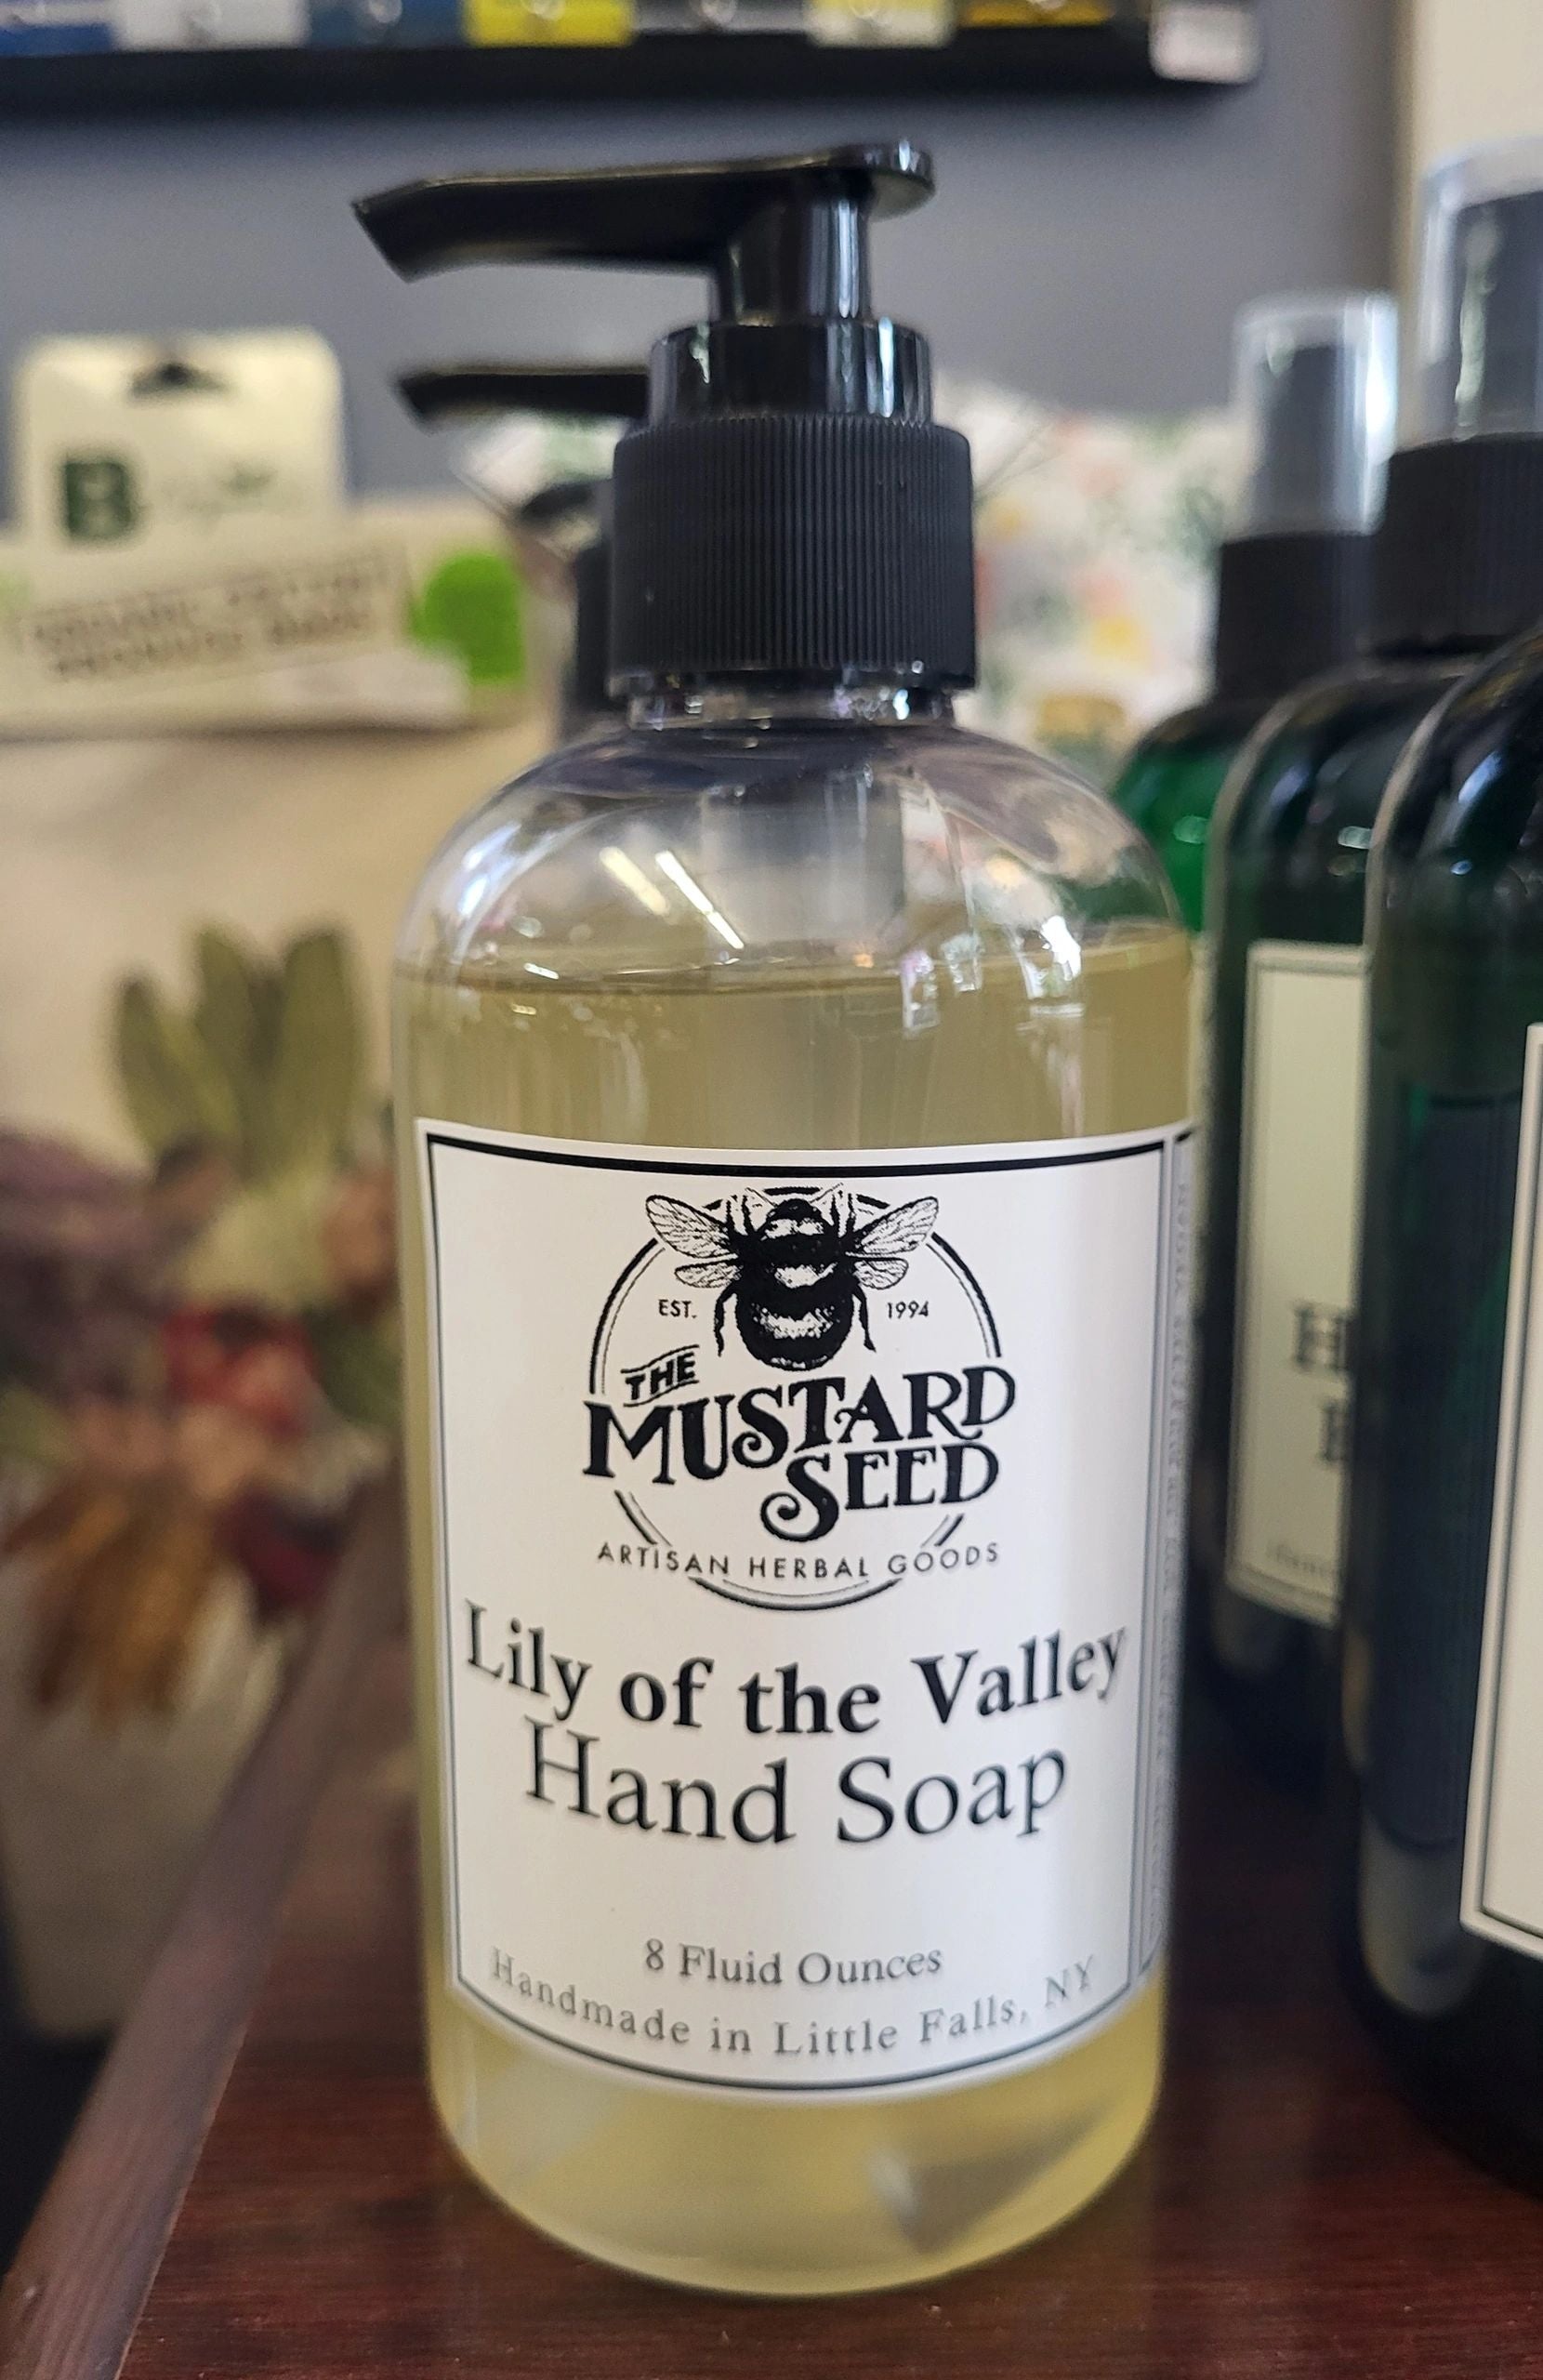 EST. 1994
THE
MUSTARD
SEED
ARTISAN HERBAL GOODS
Lily of the Valley
Hand Soap
8 Fluid Ounces
Handmade in Little Falls, NY